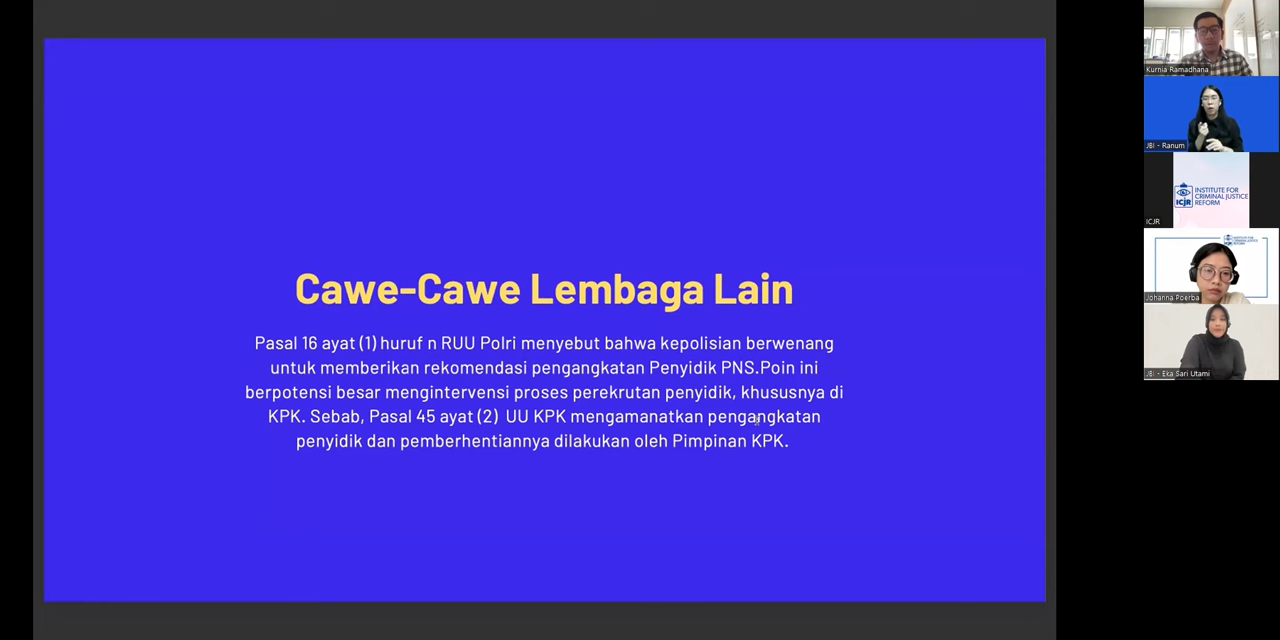 Cawe-Cawe Lembaga Lain
Pasal 16 ayat (1) huruf n RUU Polri menyebut bahwa kepolisian berwenang
untuk memberikan rekomendasi pengangkatan Penyidik PNS.Poin ini
berpotensi besar mengintervensi proses perekrutan penyidik, khususnya di
KPK. Sebab, Pasal 45 ayat (2) UU KPK mengamanatkan pengangkatan
penyidik dan pemberhentiannya dilakukan oleh Pimpinan KPK.
Kurnia Ramadhana
JBI - Ranum
ICJR
INSTITUTE FOR
CRIMINAL JUSTICE
REFORM
ICJR
Johanna Poerba
JBI - Eka Sari Utami